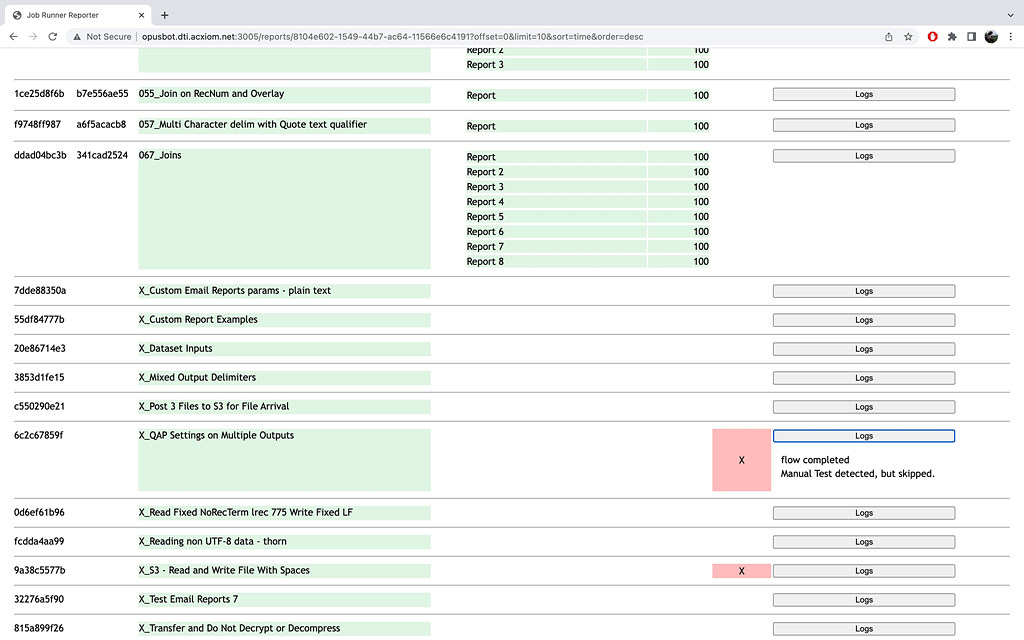 Job Runner Reporter
Not Secure opusbot.dti.acxiom.net:3005/reports/8104e602-1549-44b7-ac64-11566e6c4191?offset=0&limit=10&sort=time&order=desc
Report 2 100
Report 3 100
1ce25d8f6b b7e556ae55 055_Join on RecNum and Overlay Report 100 Logs
f9748ff987 a6f5acacb8 057_Multi Character delim with Quote text qualifier Report 100 Logs
ddad04bc3b 341cad2524 067_Joins Report 100 Logs
Report 2 100
Report 3 100
Report 4 100
Report 5 100
Report 6 100
Report 7 100
Report 8 100
7dde88350a X_Custom Email Reports params - plain text Logs
55df84777b X_Custom Report Examples Logs
20e86714e3 X_Dataset Inputs Logs
3853d1fe15 X_Mixed Output Delimiters Logs
c550290e21 X_Post 3 Files to S3 for File Arrival Logs
6c2c67859f X_QAP Settings on Multiple Outputs Logs
X flow completed
Manual Test detected, but skipped.
0d6ef61b96 X_Read Fixed NoRecTerm lrec 775 Write Fixed LF Logs
fcdda4aa99 X_Reading non UTF-8 data - thorn Logs
9a38c5577b X_S3 - Read and Write File With Spaces X Logs
32276a5f90 X_Test Email Reports 7 Logs
815a899f26 X_Transfer and Do Not Decrypt or Decompress Logs